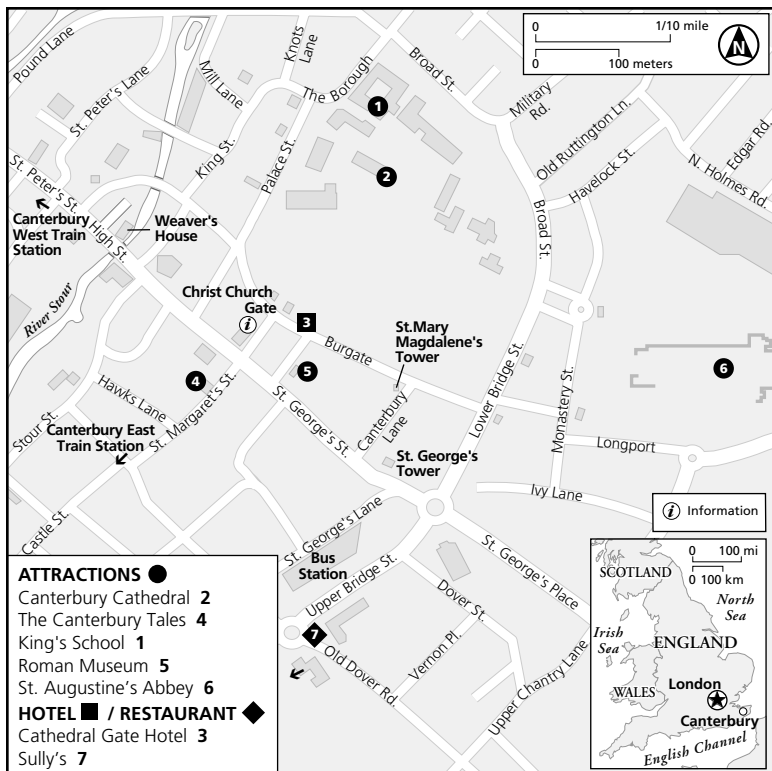 0 1/10 mile
0 100 meters
N
Pound Lane
St. Peter's Lane
Mill Lane
Knots
Lane
The Borough
Broad St.
Military
Rd.
Old Ruttington Ln.
Edgar Rd.
Havelock St.
N. Holmes Rd.
1
2
King St.
Palace St.
St. Peter's St.
High St.
Canterbury
West Train
Station
Weaver's
House
River Stour
Broad St.
Christ Church
Gate
i
3
Burgate
St.Mary
Magdalene's
Tower
5
4
6
Hawks Lane
St. Margaret's St.
Stour St.
St. George's St.
Canterbury
Lane
Lower Bridge St.
Monastery St.
Longport
Canterbury East
Train Station
St. George's
Tower
Ivy Lane
Castle St.
St. George's Lane
Bus
Station
Upper Bridge St.
St. George's Place
Dover St.
Vernon Pl.
7
Old Dover Rd.
Upper Chantry Lane
i Information
ATTRACTIONS
Canterbury Cathedral 2
The Canterbury Tales 4
King's School 1
Roman Museum 5
St. Augustine's Abbey 6
HOTEL / RESTAURANT
Cathedral Gate Hotel 3
Sully's 7
0 100 mi
0 100 km
SCOTLAND
North
Sea
Irish
Sea
ENGLAND
WALES
London
Canterbury
English Channel